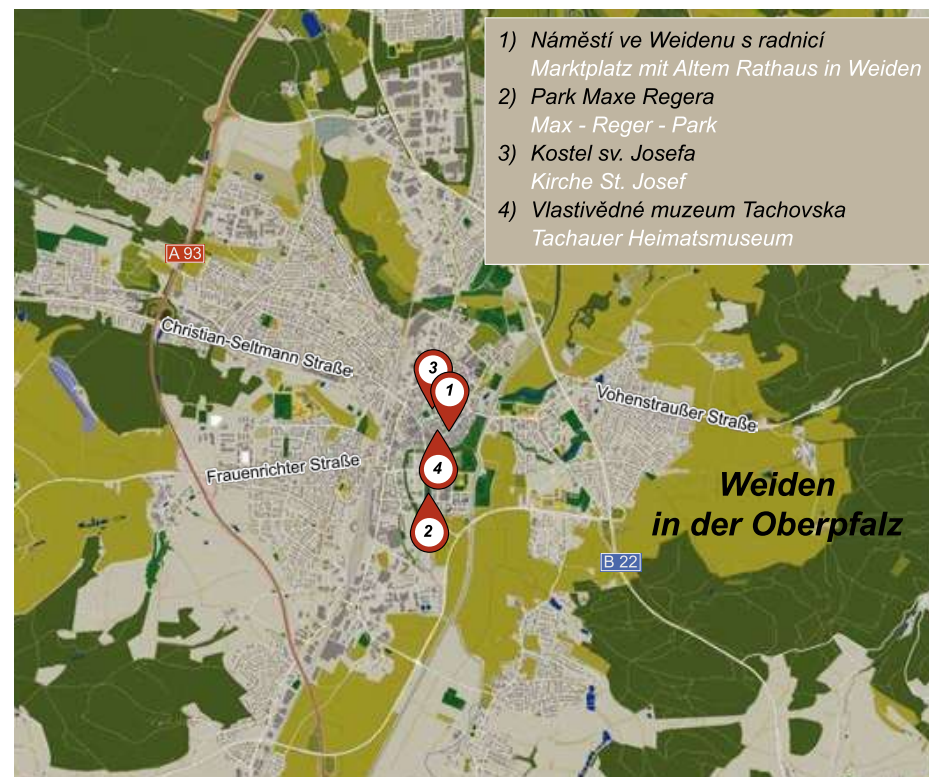 1) Náměstí ve Weidenu s radnicí
Marktplatz mit Altem Rathaus in Weiden
2) Park Maxe Regera
Max - Reger - Park
3) Kostel sv. Josefa
Kirche St. Josef
4) Vlastivědné muzeum Tachovska
Tachauer Heimatsmuseum
A 93
Christian-Seltmann Straße
3
1
Vohenstraußer Straße
Frauenrichter Straße
4
Weiden
in der Oberpfalz
2
B 22